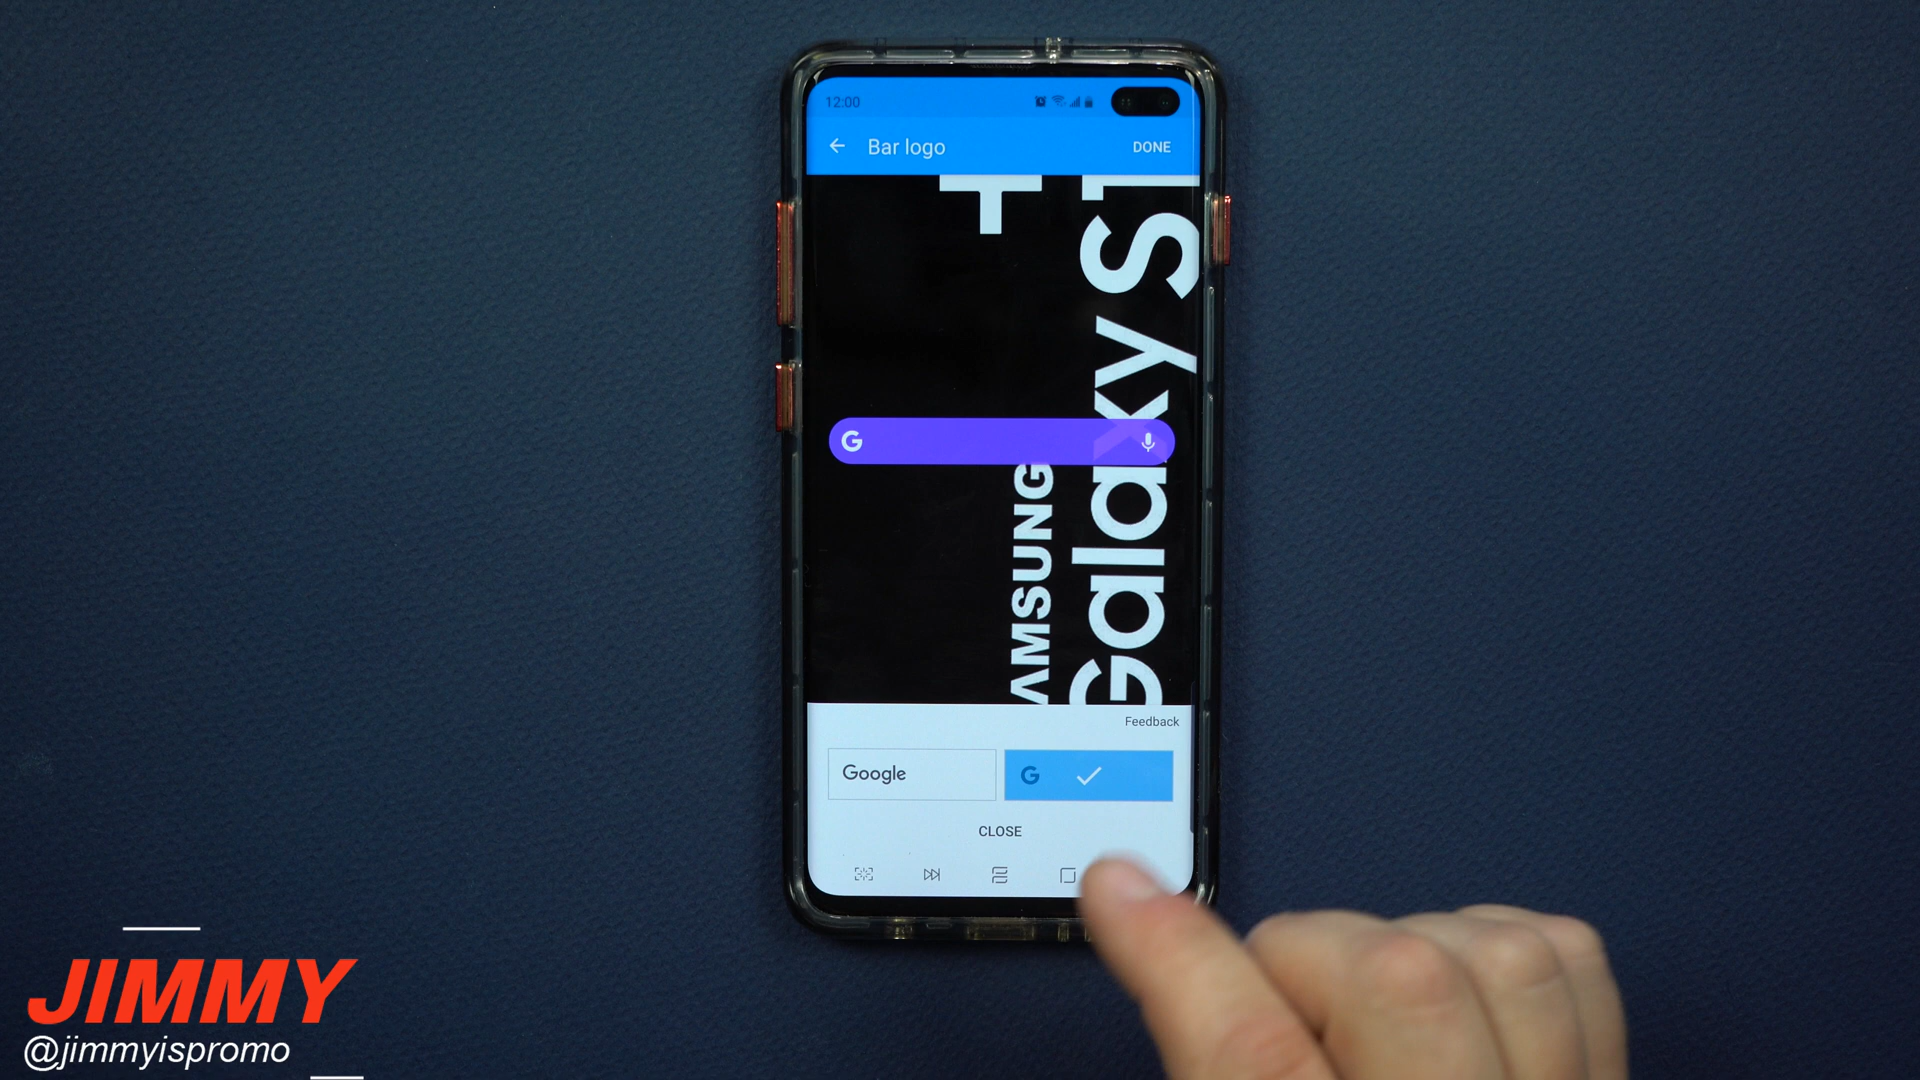 12:00
Bar logo
DONE
+
Galaxy S1
G
AMSUNG
Feedback
Google
G
CLOSE
JIMMY
@jimmyispromo